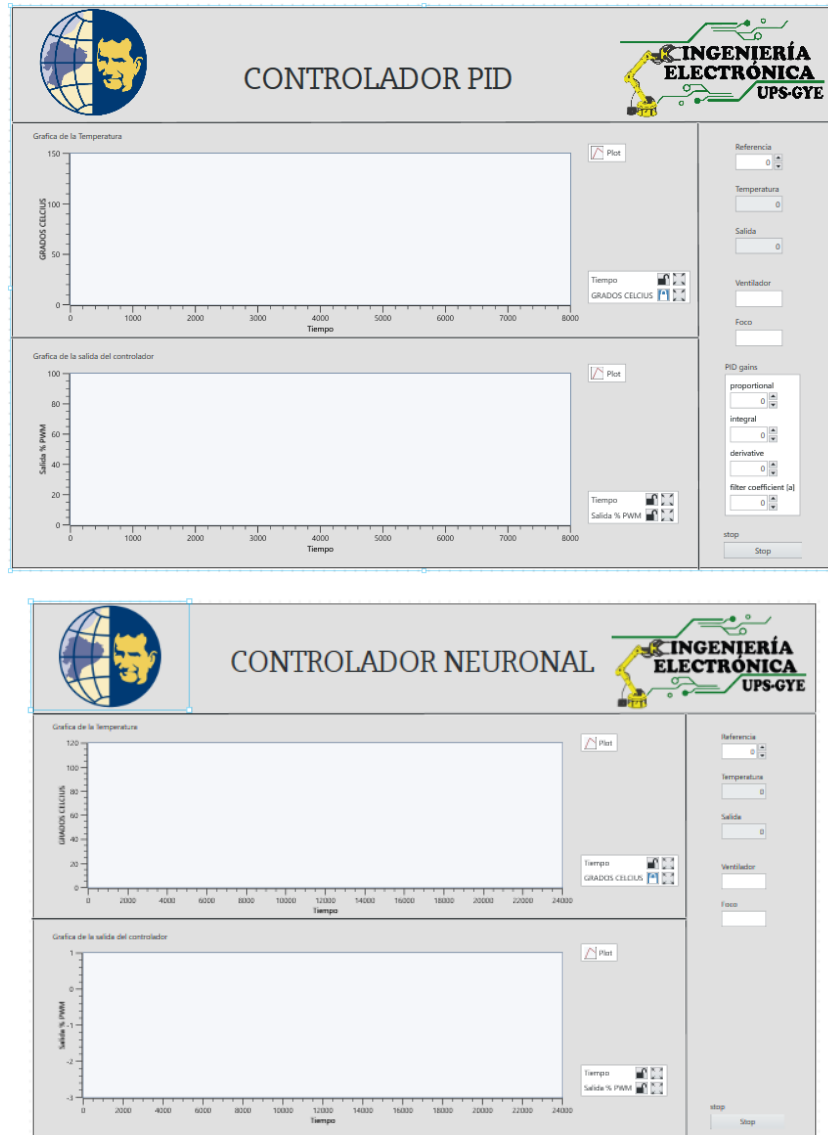 CONTROLADOR PID
INGENIERÍA
ELECTRÓNICA
UPS-GYE
Grafica de la Temperatura
Plot
150
100
50
0
GRADOS CELCIUS
0 1000 2000 3000 4000 5000 6000 7000 8000
Tiempo
Tiempo
GRADOS CELCIUS
Referencia
0
Temperatura
0
Salida
0
Ventilador
Foco
Grafica de la salida del controlador
Plot
100
80
60
40
20
0
Salida % PWM
0 1000 2000 3000 4000 5000 6000 7000 8000
Tiempo
Tiempo
Salida % PWM
PID gains
proportional
0
integral
0
derivative
0
filter coefficient [a]
0
stop
Stop
CONTROLADOR NEURONAL
INGENIERÍA
ELECTRÓNICA
UPS-GYE
Grafica de la Temperatura
Plot
120
100
80
60
40
20
0
GRADOS CELCIUS
0 2000 4000 6000 8000 10000 12000 14000 16000 18000 20000 22000 24000
Tiempo
Tiempo
GRADOS CELCIUS
Referencia
0
Temperatura
0
Salida
0
Ventilador
Foco
Grafica de la salida del controlador
Plot
1
0
-1
-2
-3
Salida % PWM
0 2000 4000 6000 8000 10000 12000 14000 16000 18000 20000 22000 24000
Tiempo
Tiempo
Salida % PWM
stop
Stop